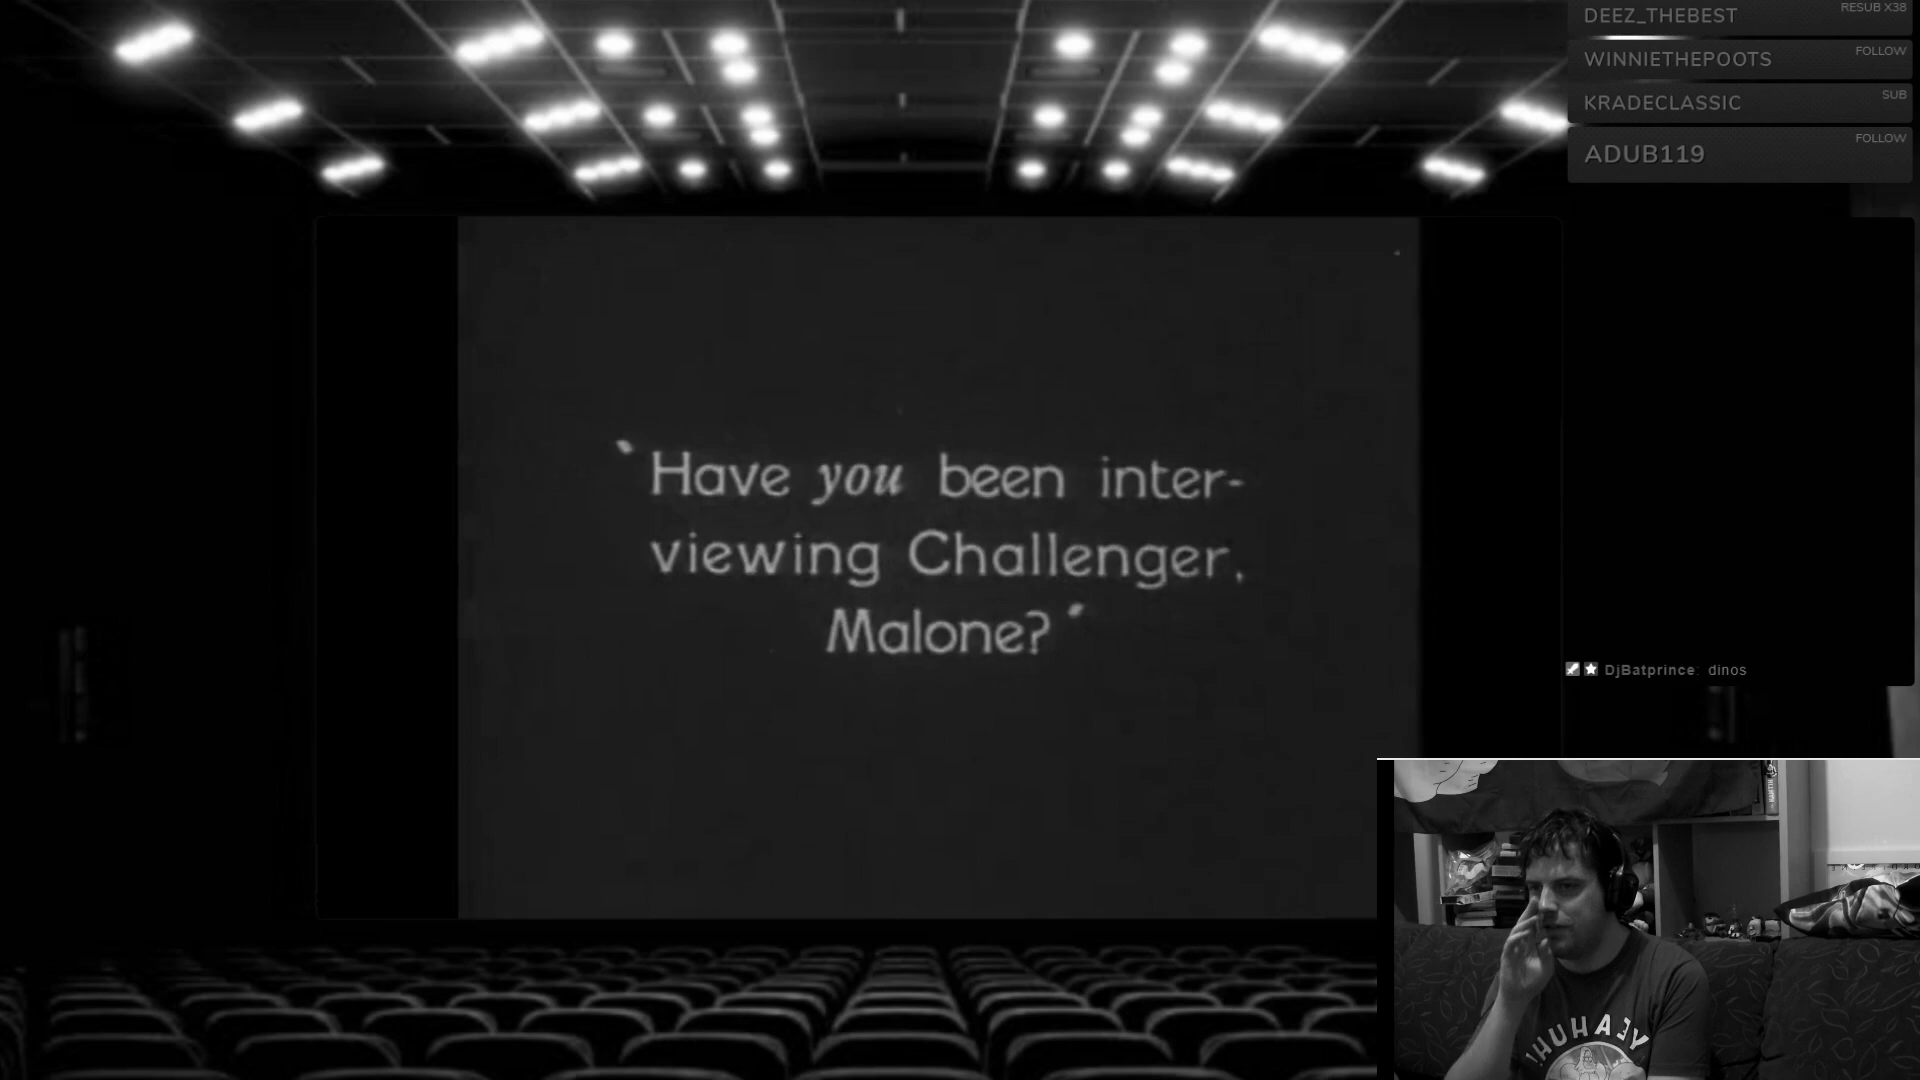 DEEZ_THEBEST RESUB X38
WINNIETHEPOOTS FOLLOW
KRADECLASSIC SUB
ADUB119 FOLLOW
‵Have you been inter-
viewing Challenger,
Malone?′
DjBatprince: dinos